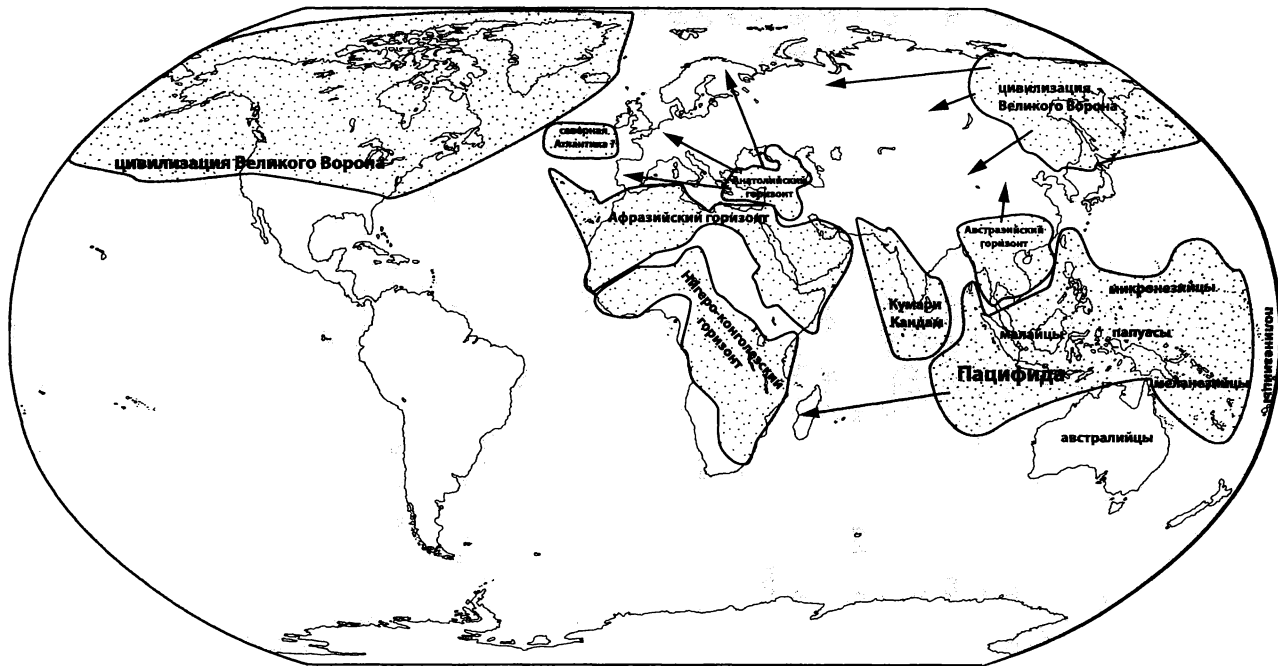 цивилизация Великого Ворона
северная
Атлантика ?
цивилизация
Великого Ворона
Анатолийский
горизонт
Афразийский горизонт
Австразийский
горизонт
Нигеро-конголезский
горизонт
Кумари
Кандам
микронезийцы
малайцы
папуасы
Пацифида
меланезийцы
австралийцы
полинезийцы